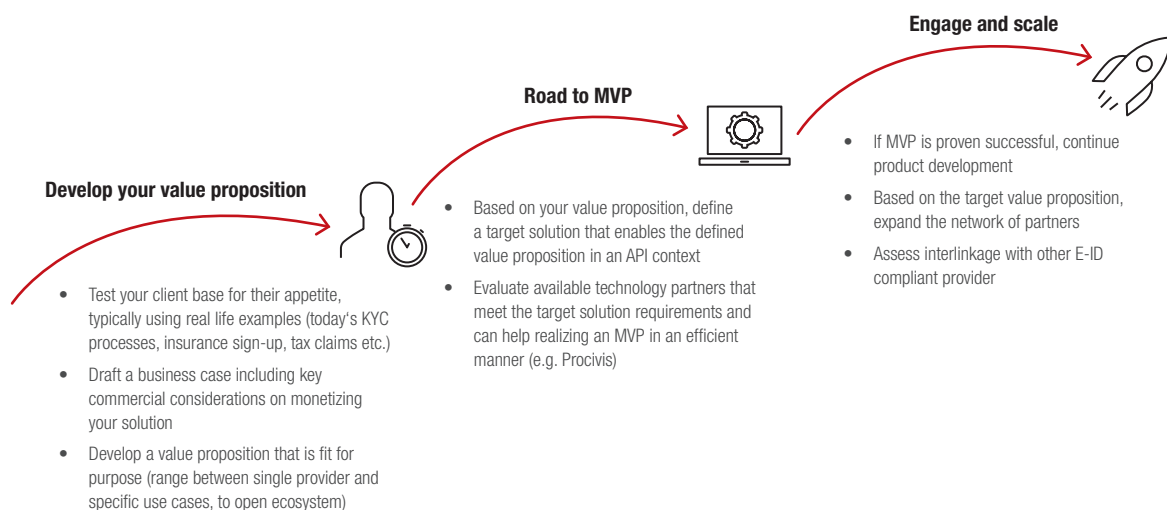 Develop your value proposition
• Test your client base for their appetite,
typically using real life examples (today‘s KYC
processes, insurance sign-up, tax claims etc.)
• Draft a business case including key
commercial considerations on monetizing
your solution
• Develop a value proposition that is fit for
purpose (range between single provider and
specific use cases, to open ecosystem)
Road to MVP
• Based on your value proposition, define
a target solution that enables the defined
value proposition in an API context
• Evaluate available technology partners that
meet the target solution requirements and
can help realizing an MVP in an efficient
manner (e.g. Procivis)
Engage and scale
• If MVP is proven successful, continue
product development
• Based on the target value proposition,
expand the network of partners
• Assess interlinkage with other E-ID
compliant provider